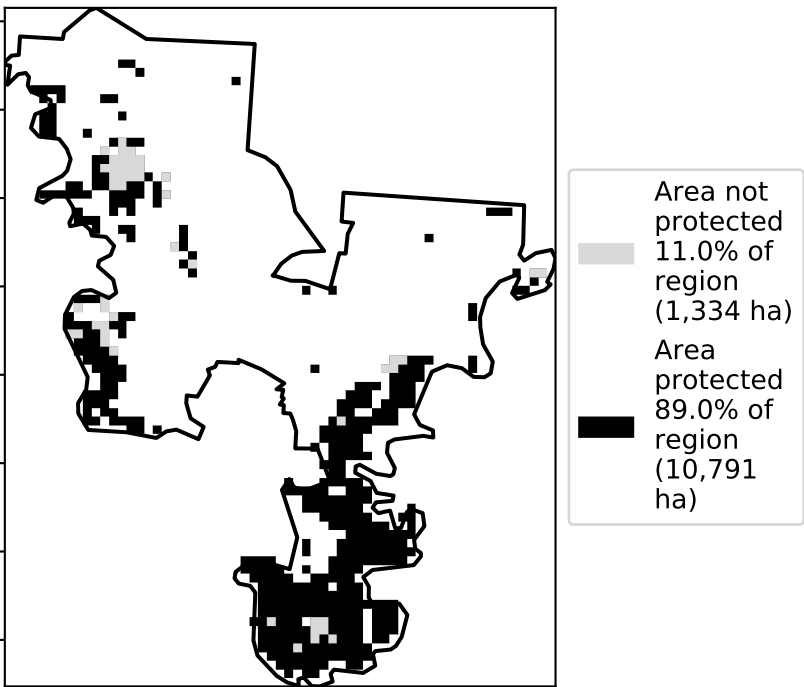 Area not
protected
11.0% of
region
(1,334 ha)
Area
protected
89.0% of
region
(10,791
ha)